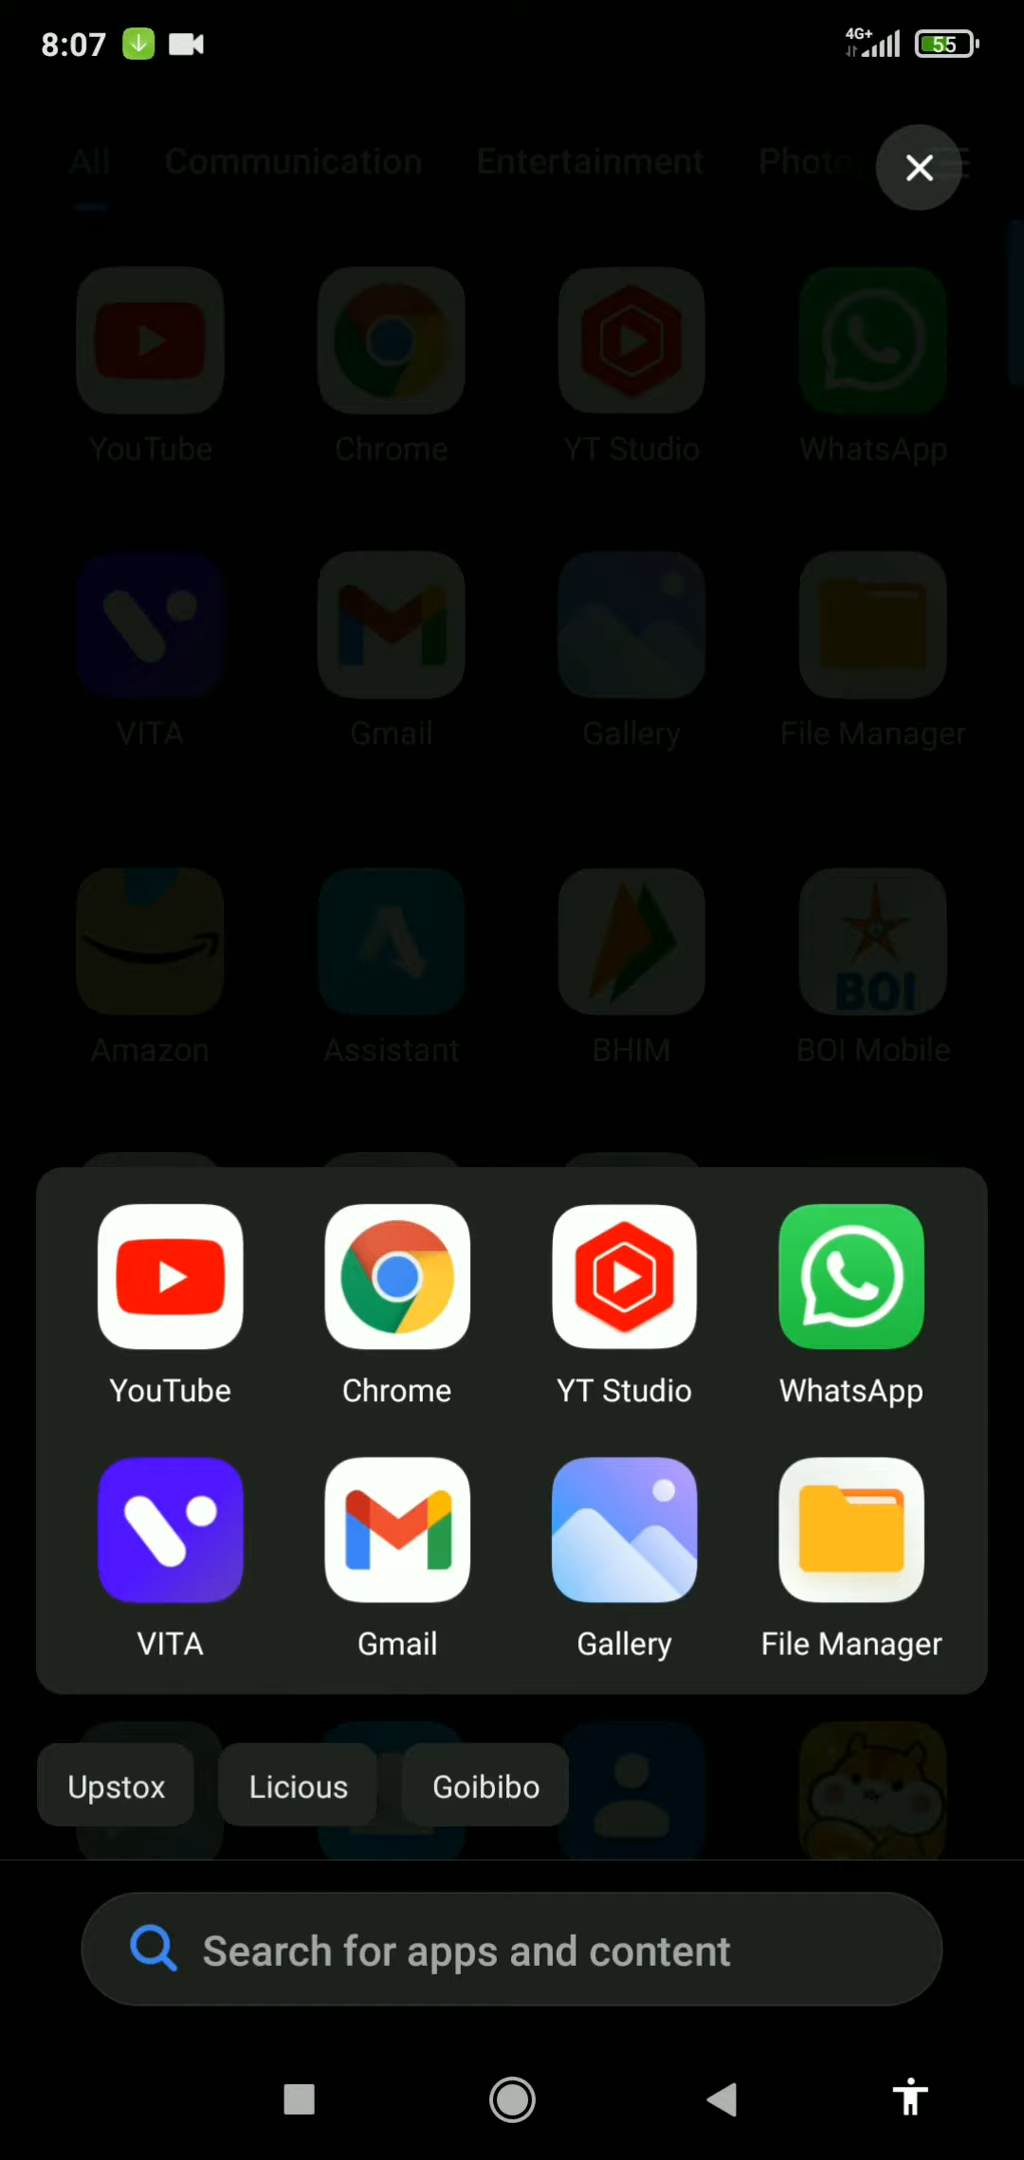 8:07 4G+ 55
All Communication Entertainment Photo
YouTube Chrome YT Studio WhatsApp
VITA Gmail Gallery File Manager
BOI
Amazon Assistant BHIM BOI Mobile
YouTube Chrome YT Studio WhatsApp
VITA Gmail Gallery File Manager
Upstox Licious Goibibo
Search for apps and content